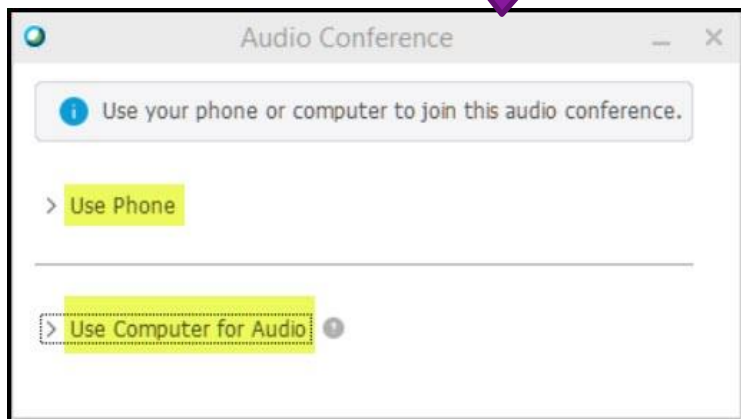 Audio Conference
Use your phone or computer to join this audio conference.
Use Phone
Use Computer for Audio